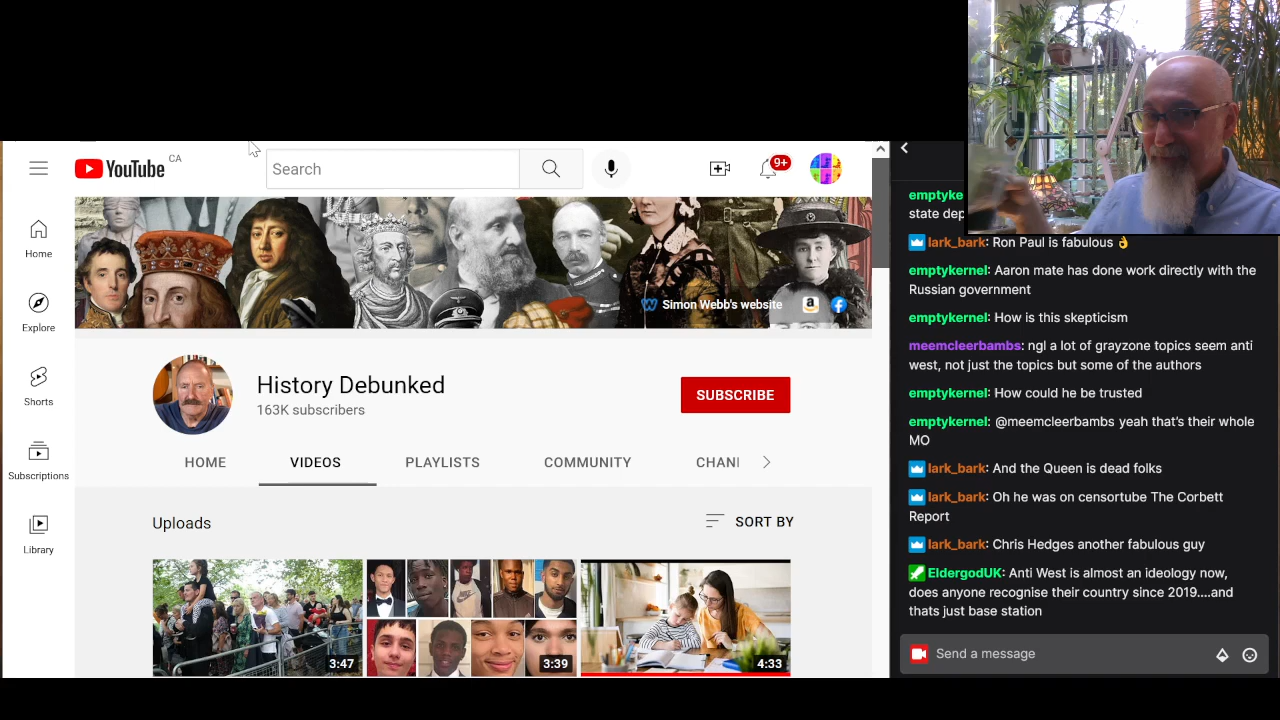 YouTube CA
Search
9+
Home
Explore
Shorts
Subscriptions
Library
Simon Webb's website
History Debunked
163K subscribers
SUBSCRIBE
HOME VIDEOS PLAYLISTS COMMUNITY CHAN
Uploads
SORT BY
3:47
3:39
4:33
emptyke
state dep
lark_bark: Ron Paul is fabulous 👌
emptykernel: Aaron mate has done work directly with the
Russian government
emptykernel: How is this skepticism
meemcleerbambs: ngl a lot of grayzone topics seem anti
west, not just the topics but some of the authors
emptykernel: How could he be trusted
emptykernel: @meemcleerbambs yeah that's their whole
MO
lark_bark: And the Queen is dead folks
lark_bark: Oh he was on censortube The Corbett
Report
lark_bark: Chris Hedges another fabulous guy
EldergodUK: Anti West is almost an ideology now,
does anyone recognise their country since 2019....and
thats just base station
Send a message